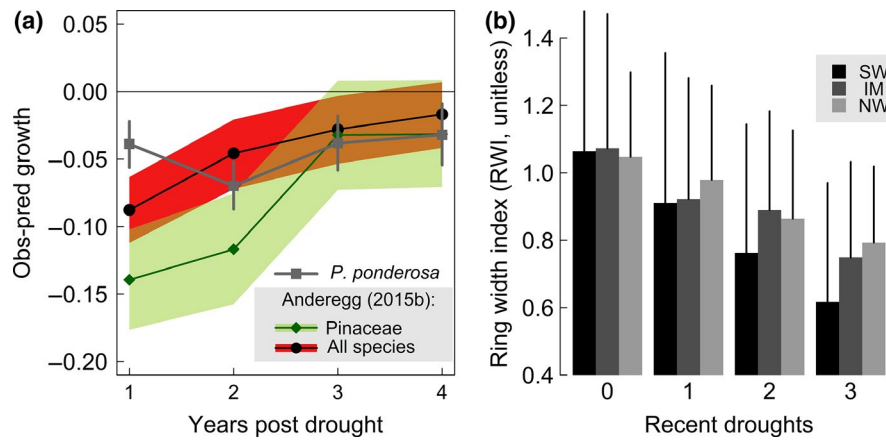 (a)
0.05
0.00
−0.05
−0.10
−0.15
−0.20
Obs-pred growth
P. ponderosa
Anderegg (2015b):
Pinaceae
All species
1 2 3 4
Years post drought
(b)
1.4
1.2
1.0
0.8
0.6
0.4
Ring width index (RWI, unitless)
SW
IM
NW
0 1 2 3
Recent droughts